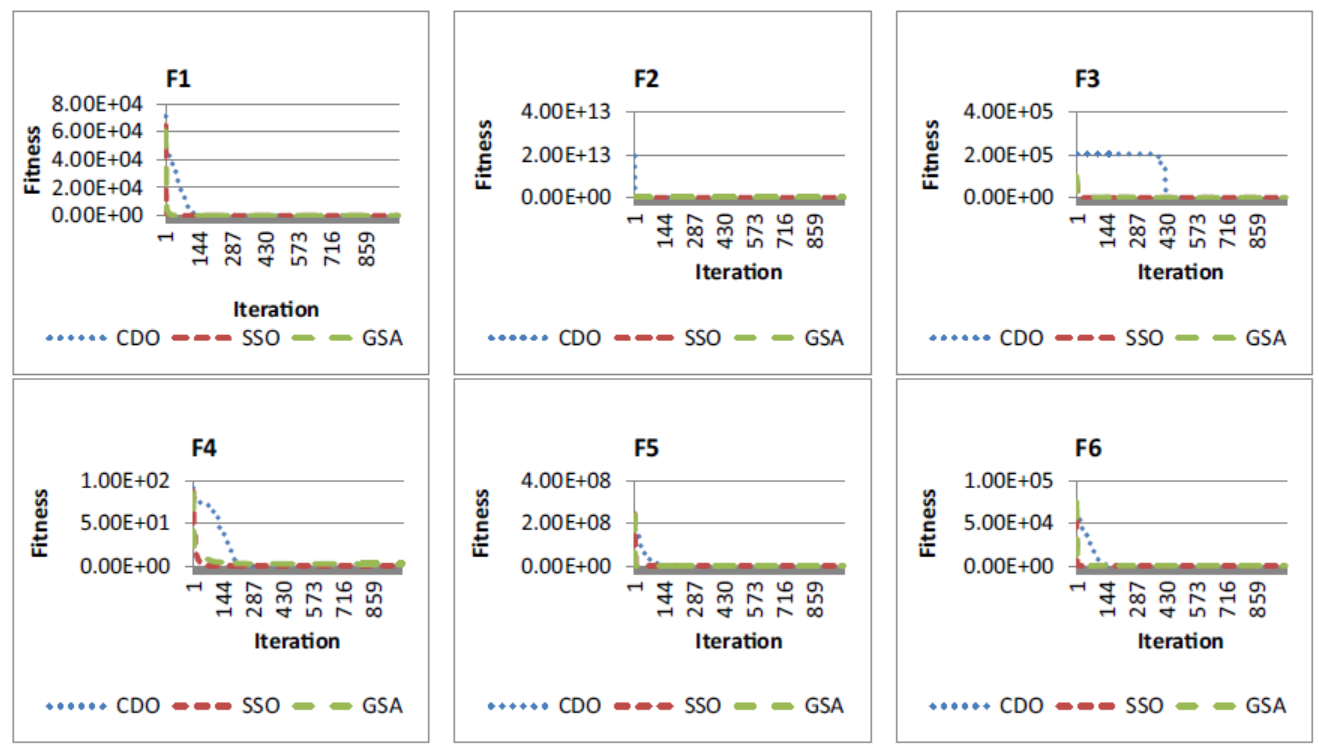 F1
Fitness
8.00E+04
6.00E+04
4.00E+04
2.00E+04
0.00E+00
1
144
287
430
573
716
859
Iteration
CDO SSO GSA
F2
Fitness
4.00E+13
2.00E+13
0.00E+00
1
144
287
430
573
716
859
Iteration
CDO SSO GSA
F3
Fitness
4.00E+05
2.00E+05
0.00E+00
1
144
287
430
573
716
859
Iteration
CDO SSO GSA
F4
Fitness
1.00E+02
5.00E+01
0.00E+00
1
144
287
430
573
716
859
Iteration
CDO SSO GSA
F5
Fitness
4.00E+08
2.00E+08
0.00E+00
1
144
287
430
573
716
859
Iteration
CDO SSO GSA
F6
Fitness
1.00E+05
5.00E+04
0.00E+00
1
144
287
430
573
716
859
Iteration
CDO SSO GSA